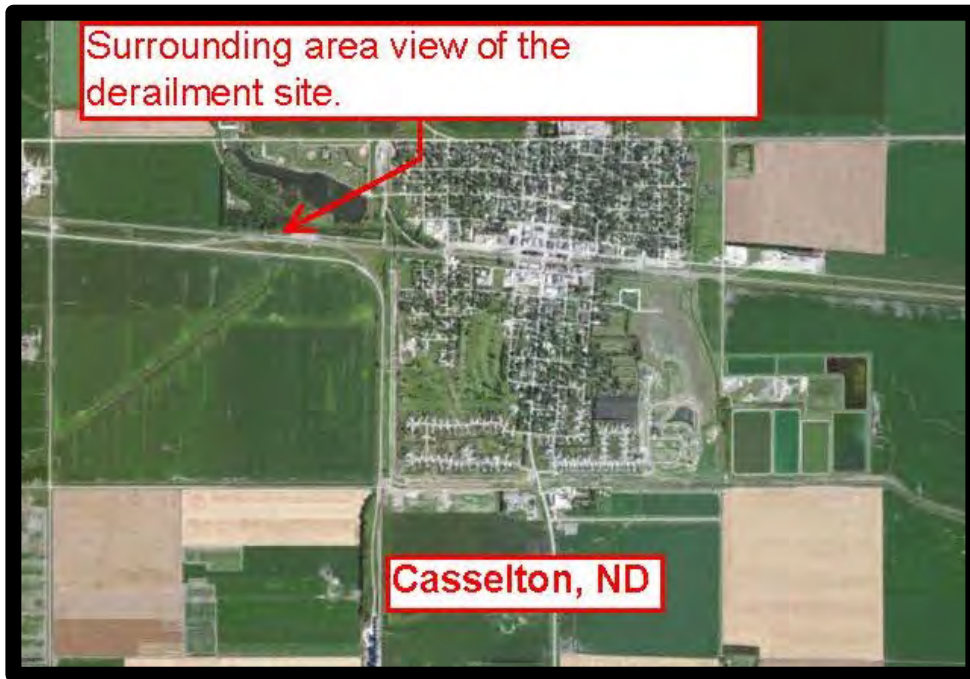 Surrounding area view of the
derailment site.
Casselton, ND